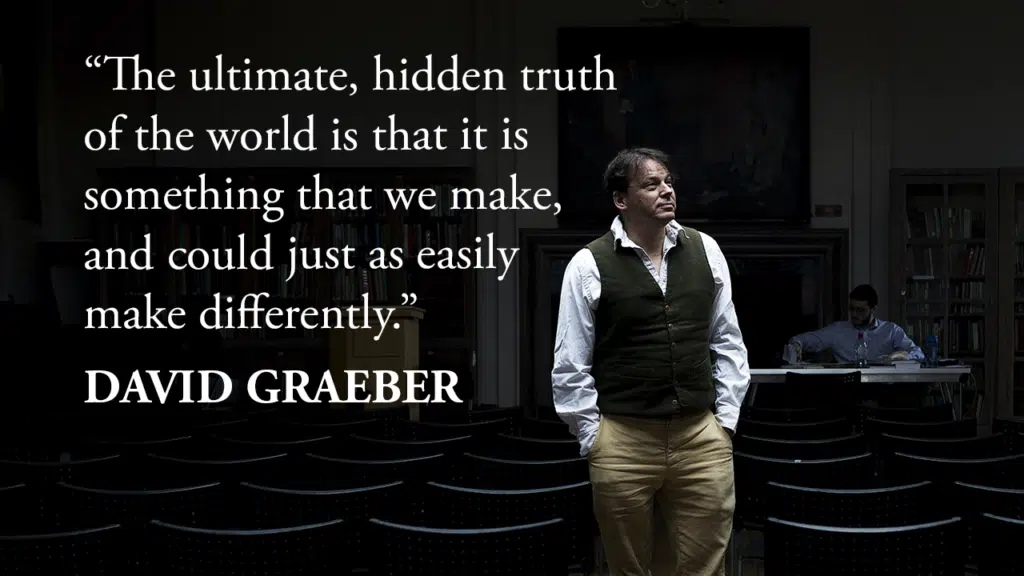 “The ultimate, hidden truth
of the world is that it is
something that we make,
and could just as easily
make differently.”
DAVID GRAEBER